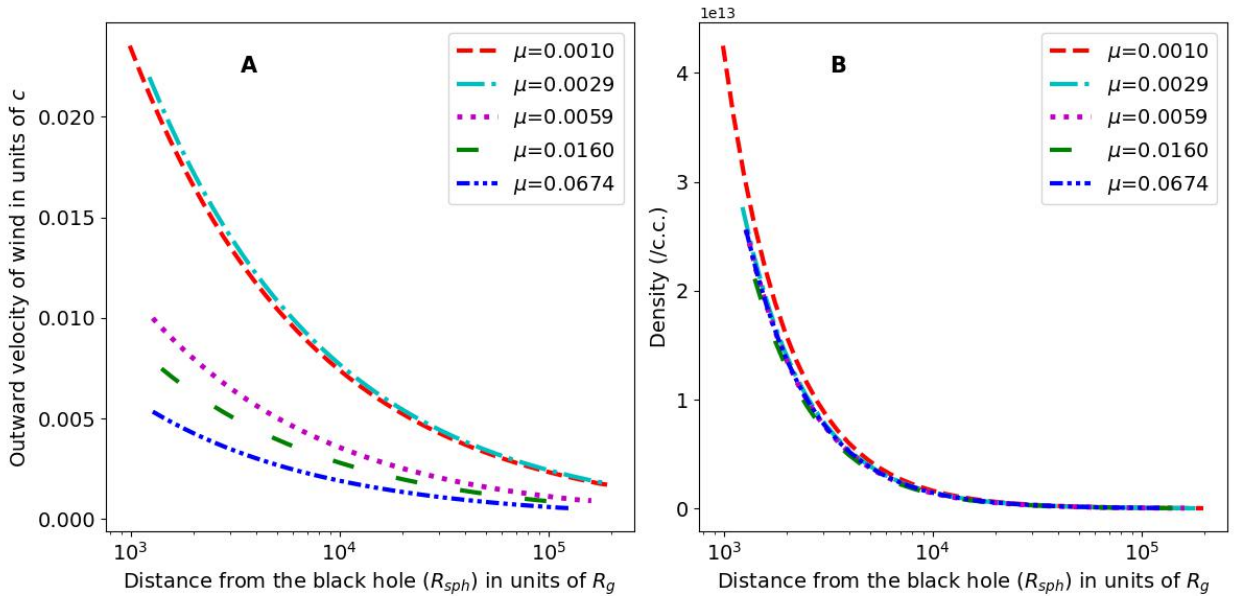 A
μ=0.0010
μ=0.0029
μ=0.0059
μ=0.0160
μ=0.0674
0.020
0.015
0.010
0.005
0.000
Outward velocity of wind in units of c
10³
10⁴
10⁵
Distance from the black hole (R_sph) in units of R_g
1e13
B
μ=0.0010
μ=0.0029
μ=0.0059
μ=0.0160
μ=0.0674
4
3
2
1
0
Density (/c.c.)
10³
10⁴
10⁵
Distance from the black hole (R_sph) in units of R_g